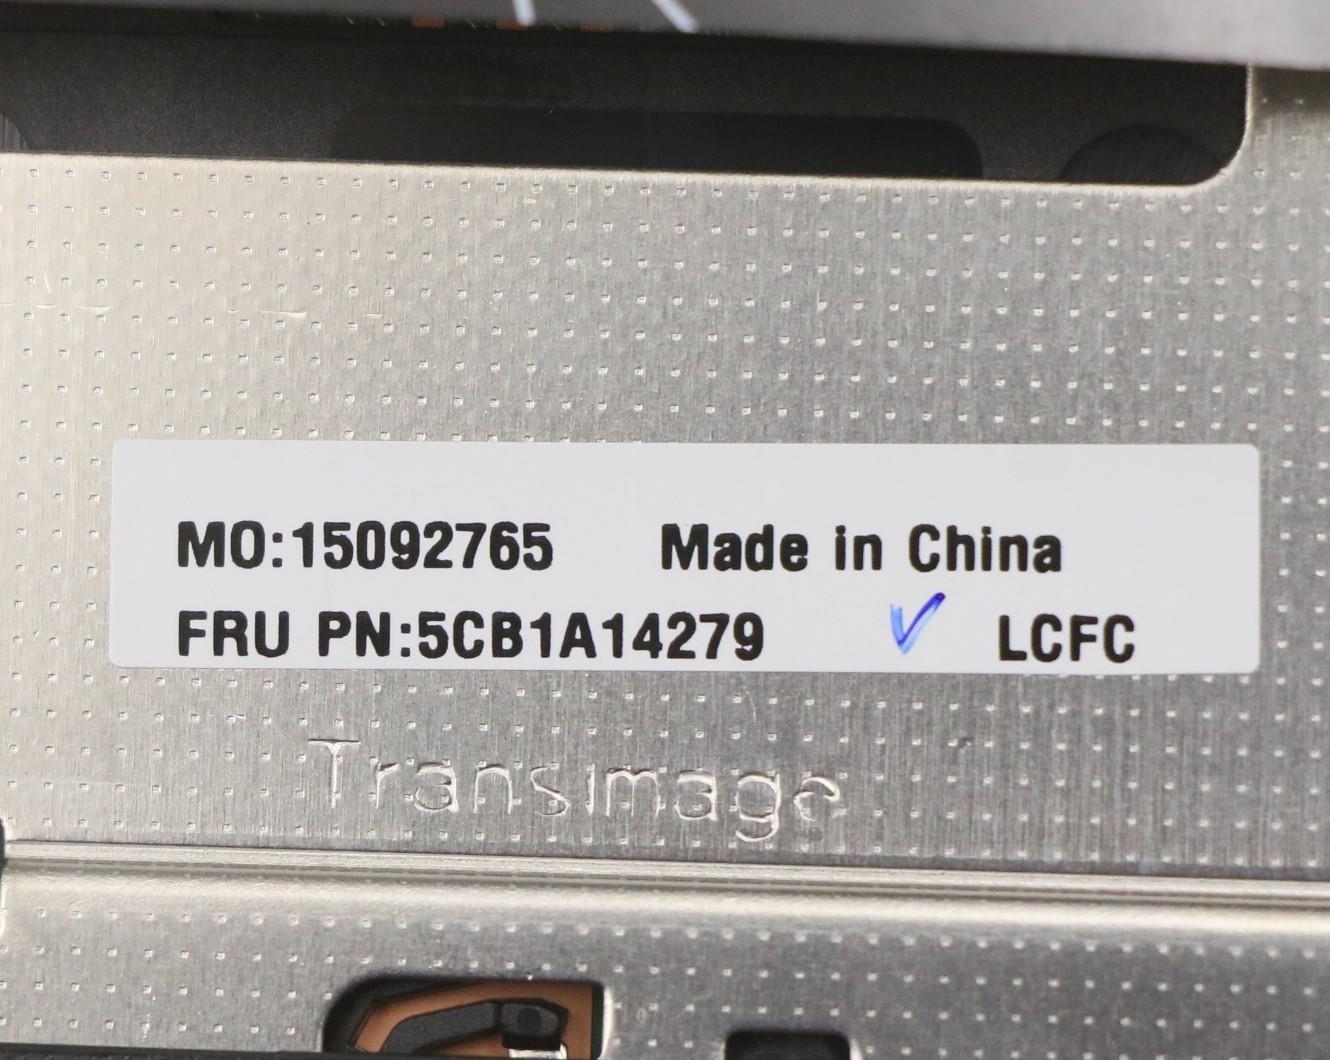 MO:15092765 Made in China
FRU PN:5CB1A14279 LCFC
Transimage